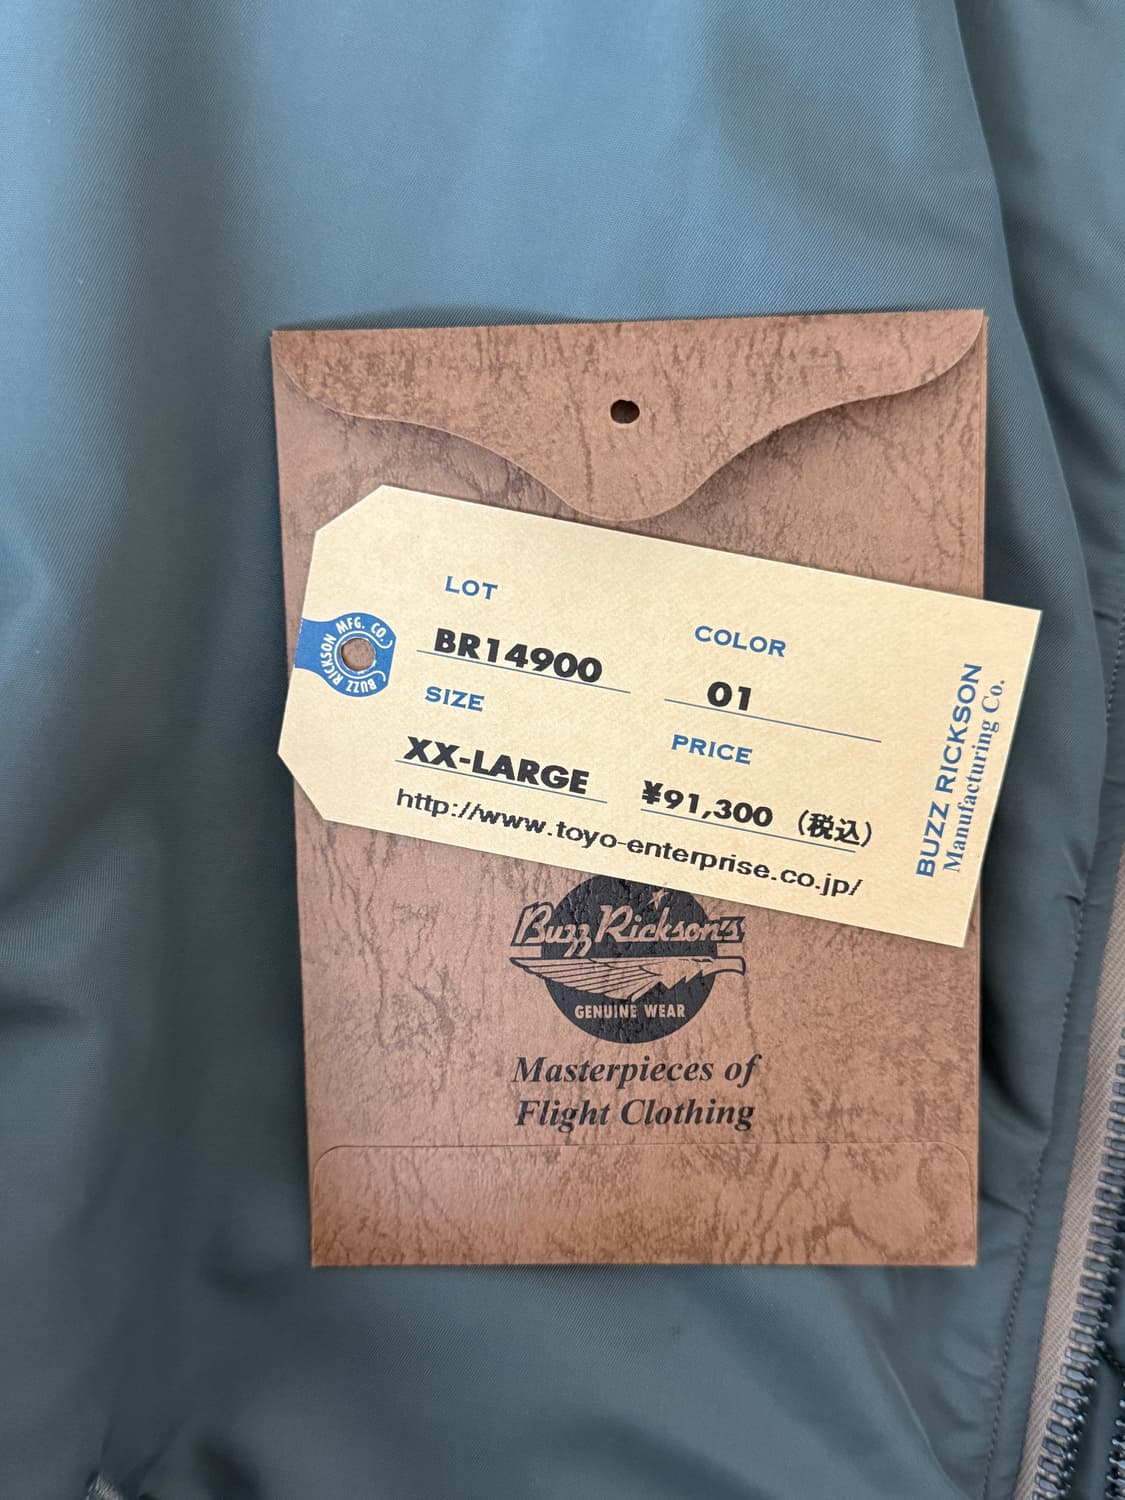 LOT
BR14900
COLOR
01
SIZE
XX-LARGE
PRICE
¥91,300 (税込)
http://www.toyo-enterprise.co.jp/
BUZZ RICKSON
Manufacturing Co.
BUZZ RICKSON MFG. CO.
Buzz Rickson's
GENUINE WEAR
Masterpieces of
Flight Clothing